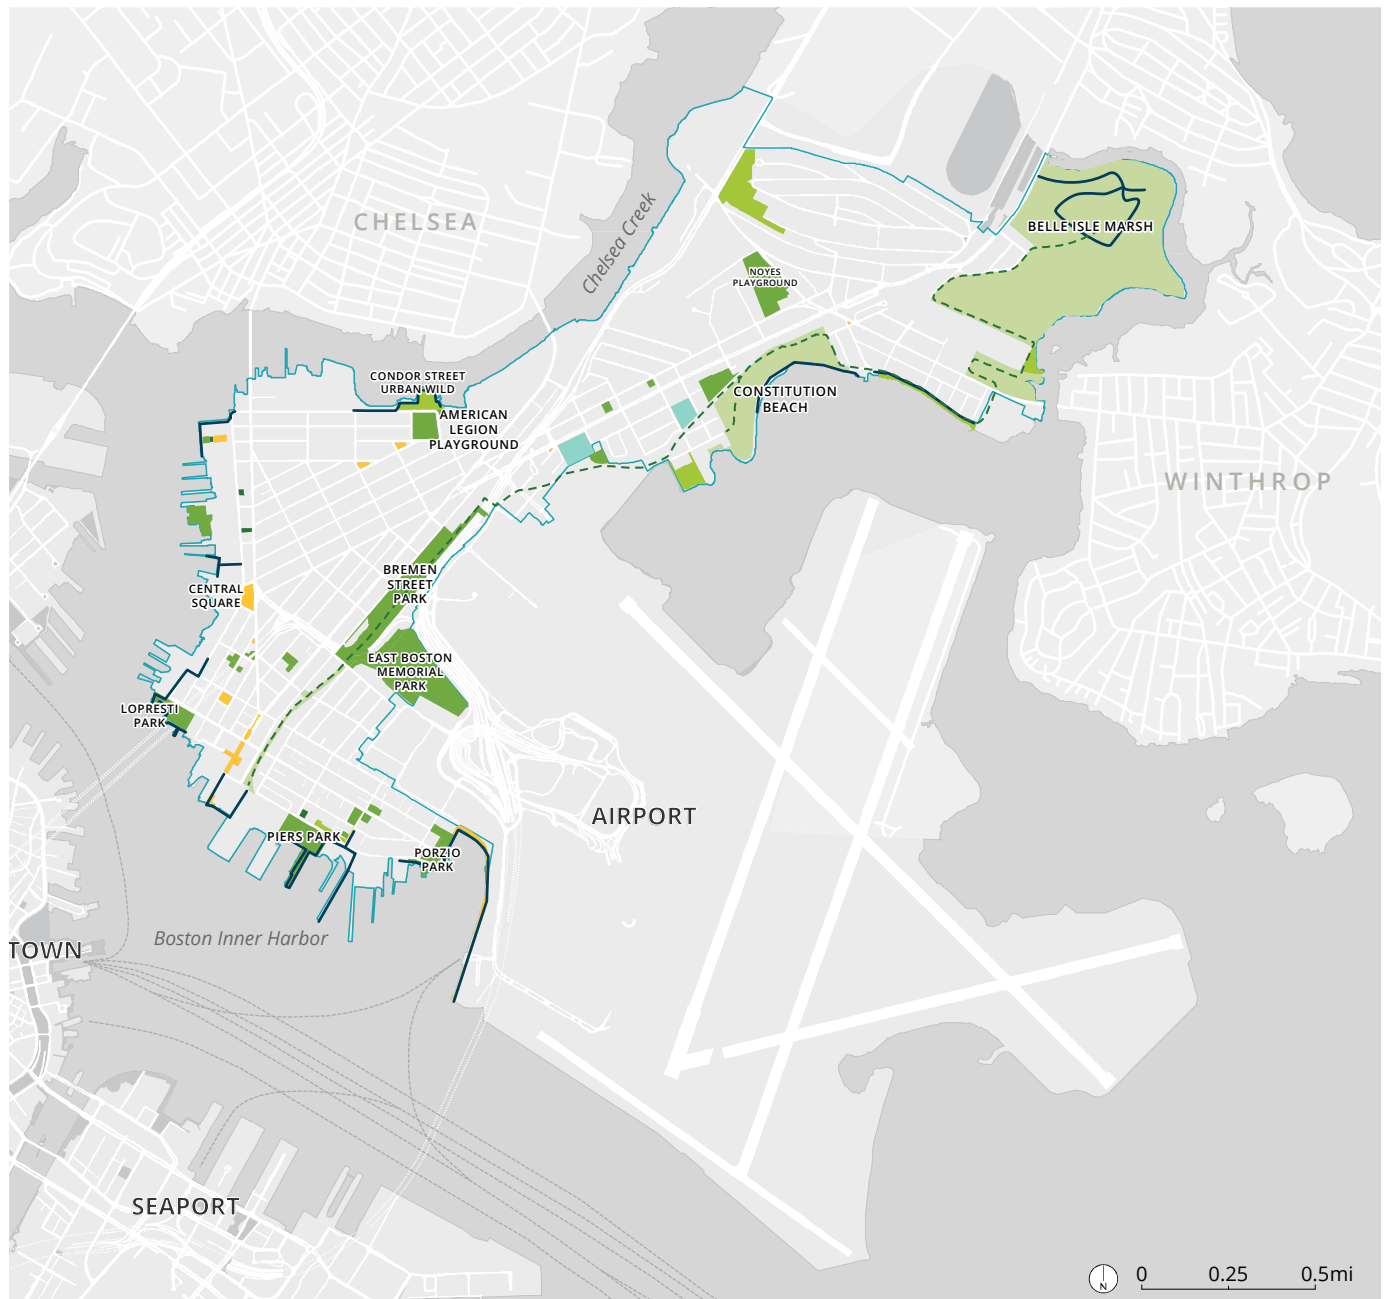 CHELSEA
Chelsea Creek
BELLE ISLE MARSH
NOYES
PLAYGROUND
CONDOR STREET
URBAN WILD
AMERICAN
LEGION
PLAYGROUND
CONSTITUTION
BEACH
WINTHROP
BREMEN
STREET
PARK
CENTRAL
SQUARE
EAST BOSTON
MEMORIAL
PARK
LOPRESTI
PARK
AIRPORT
PIERS PARK
PORZIO
PARK
Boston Inner Harbor
TOWN
SEAPORT
N
0 0.25 0.5mi